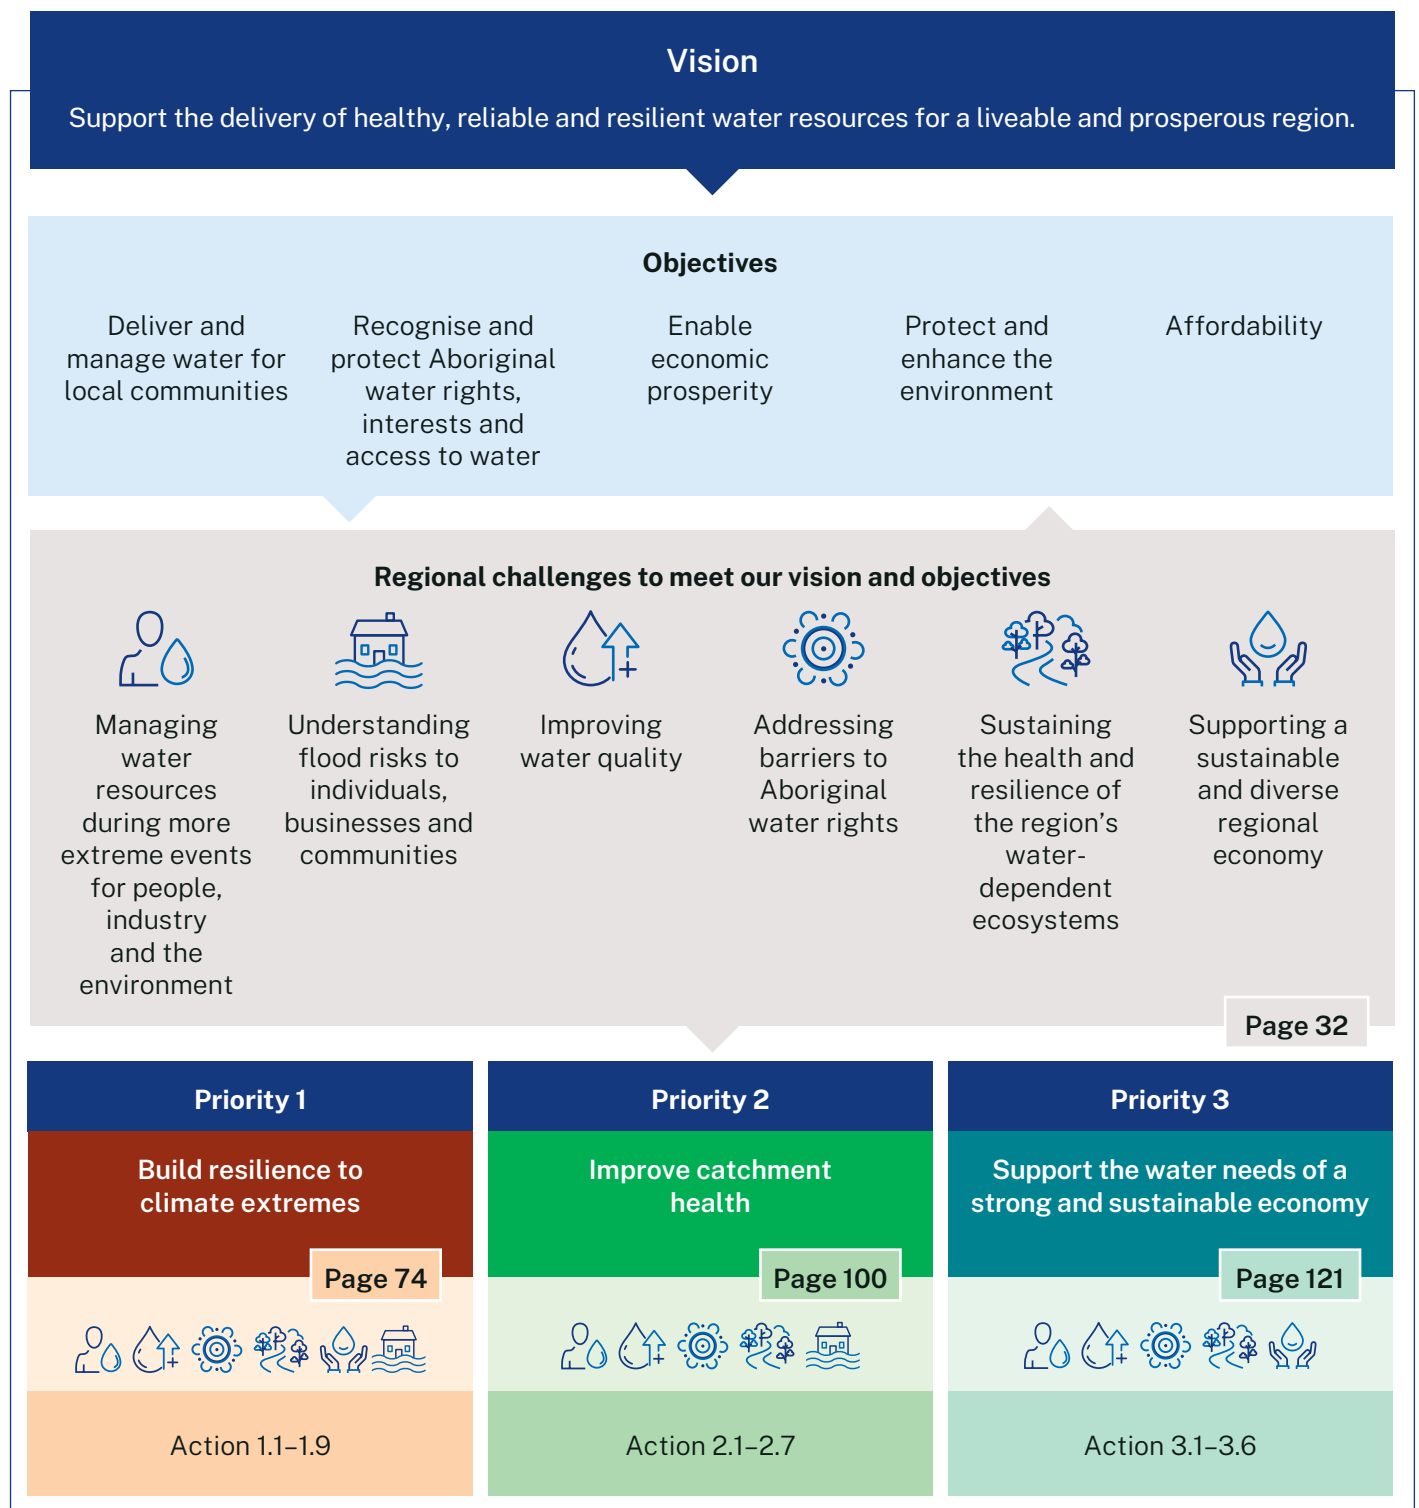 Vision
Support the delivery of healthy, reliable and resilient water resources for a liveable and prosperous region.
Objectives
Deliver and
manage water for
local communities
Recognise and
protect Aboriginal
water rights,
interests and
access to water
Enable
economic
prosperity
Protect and
enhance the
environment
Affordability
Regional challenges to meet our vision and objectives
Managing
water
resources
during more
extreme events
for people,
industry
and the
environment
Understanding
flood risks to
individuals,
businesses and
communities
Improving
water quality
Addressing
barriers to
Aboriginal
water rights
Sustaining
the health and
resilience of
the region’s
water-
dependent
ecosystems
Supporting a
sustainable
and diverse
regional
economy
Page 32
Priority 1
Build resilience to
climate extremes
Page 74
Action 1.1–1.9
Priority 2
Improve catchment
health
Page 100
Action 2.1–2.7
Priority 3
Support the water needs of a
strong and sustainable economy
Page 121
Action 3.1–3.6